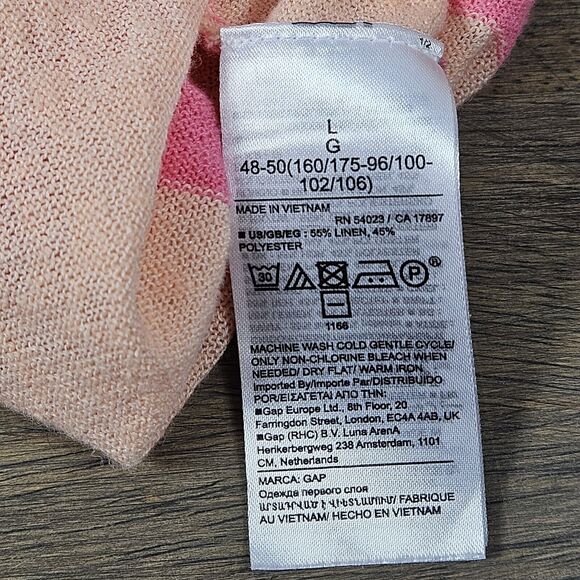 1/2
L
G
48-50(160/175-96/100-
102/106)
MADE IN VIETNAM
RN 54023 / CA 17897
■ US/GB/EG : 55% LINEN, 45%
POLYESTER
30
P®
1166
MACHINE WASH COLD GENTLE CYCLE/
ONLY NON-CHLORINE BLEACH WHEN
NEEDED/ DRY FLAT/ WARM IRON
Imported By/Importe Par/DISTRIBUIDO
POR/ΕΙΣΑΓΕΤΑΙ ΑΠΟ ΤΗΝ:
■Gap Europe Ltd., 8th Floor, 20
Farringdon Street, London, EC4A 4AB, UK
■Gap (RHC) B.V. Luna ArenA
Herikerbergweg 238 Amsterdam, 1101
CM, Netherlands
MARCA: GAP
Одежда первого слоя
ԱՐՏԱԴՐՎԱԾ Է ՎԻԵՏՆԱՄՈՒՄ/ FABRIQUE
AU VIETNAM/ HECHO EN VIETNAM